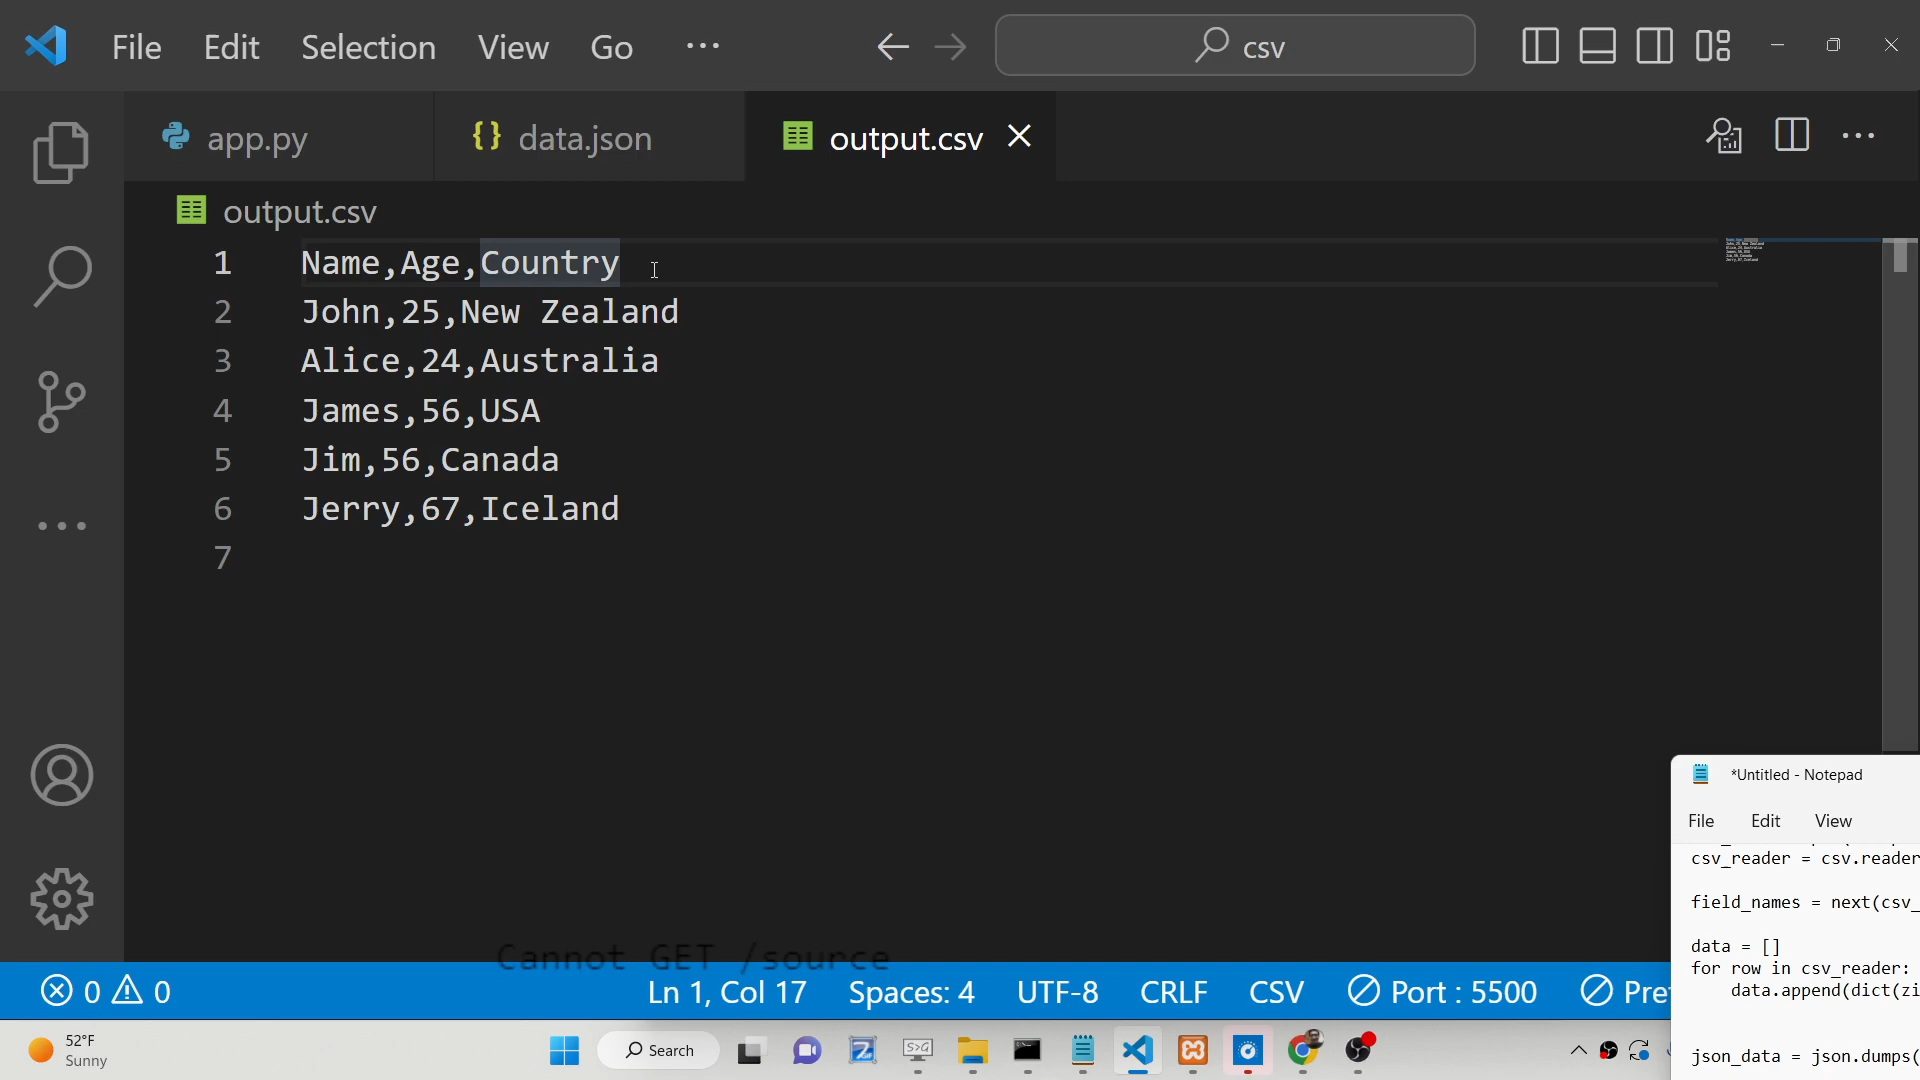 File Edit Selection View Go ... csv
app.py {} data.json output.csv
output.csv
1 Name,Age,Country
2 John,25,New Zealand
3 Alice,24,Australia
4 James,56,USA
5 Jim,56,Canada
6 Jerry,67,Iceland
7
*Untitled - Notepad
File Edit View
csv_reader = csv.reader
field_names = next(csv_
data = []
for row in csv_reader:
data.append(dict(zi
json_data = json.dumps(
Cannot GET /source
0 0 Ln 1, Col 17 Spaces: 4 UTF-8 CRLF CSV Port : 5500 Pre
52°F
Sunny
Search